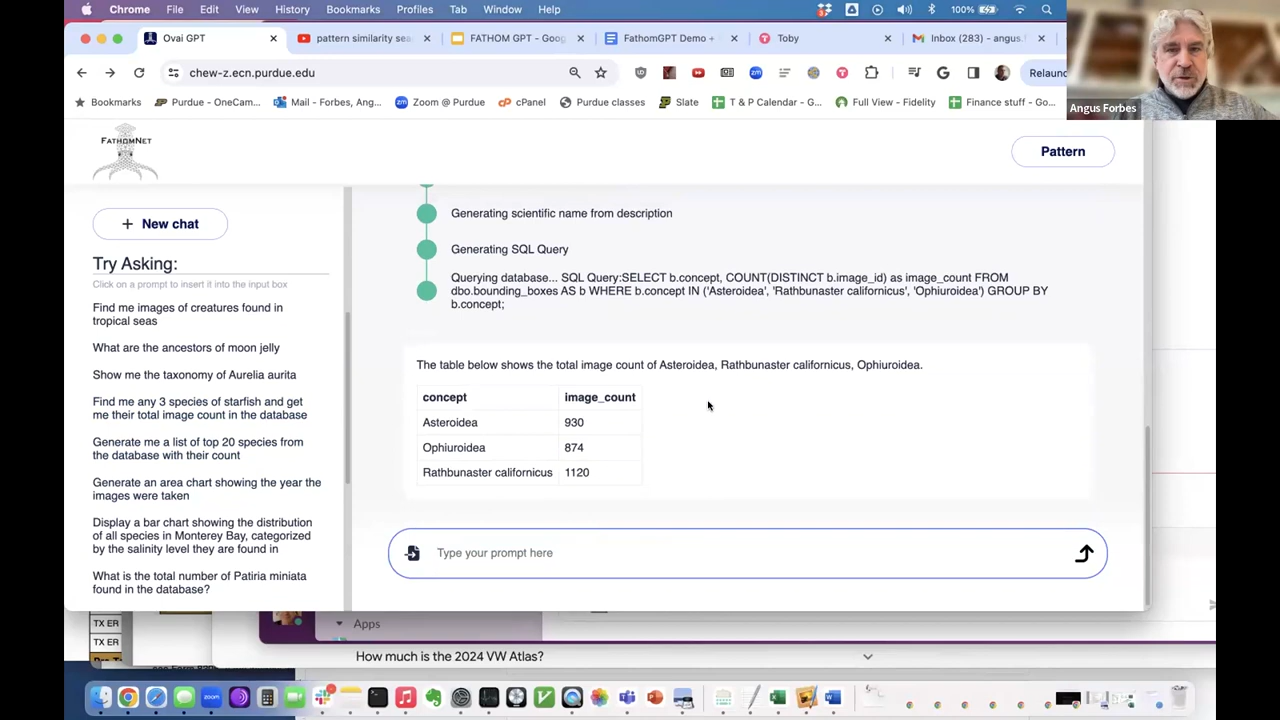 Chrome File Edit View History Bookmarks Profiles Tab Window Help 100%
Ovai GPT pattern similarity sea FATHOM GPT - Goog FathomGPT Demo + Toby Inbox (283) - angus.f
chew-z.ecn.purdue.edu Relaun
Angus Forbes
Bookmarks Purdue - OneCam... Mail - Forbes, Ang... Zoom @ Purdue cPanel Purdue classes Slate T & P Calendar - G... Full View - Fidelity Finance stuff - Go...
FATHOMNET
Pattern
+ New chat
Try Asking:
Click on a prompt to insert it into the input box
Find me images of creatures found in
tropical seas
What are the ancestors of moon jelly
Show me the taxonomy of Aurelia aurita
Find me any 3 species of starfish and get
me their total image count in the database
Generate me a list of top 20 species from
the database with their count
Generate an area chart showing the year the
images were taken
Display a bar chart showing the distribution
of all species in Monterey Bay, categorized
by the salinity level they are found in
What is the total number of Patiria miniata
found in the database?
Generating scientific name from description
Generating SQL Query
Querying database... SQL Query:SELECT b.concept, COUNT(DISTINCT b.image_id) as image_count FROM
dbo.bounding_boxes AS b WHERE b.concept IN ('Asteroidea', 'Rathbunaster californicus', 'Ophiuroidea') GROUP BY
b.concept;
The table below shows the total image count of Asteroidea, Rathbunaster californicus, Ophiuroidea.
concept image_count
Asteroidea 930
Ophiuroidea 874
Rathbunaster californicus 1120
Type your prompt here
TX ER
TX ER
Apps
How much is the 2024 VW Atlas?